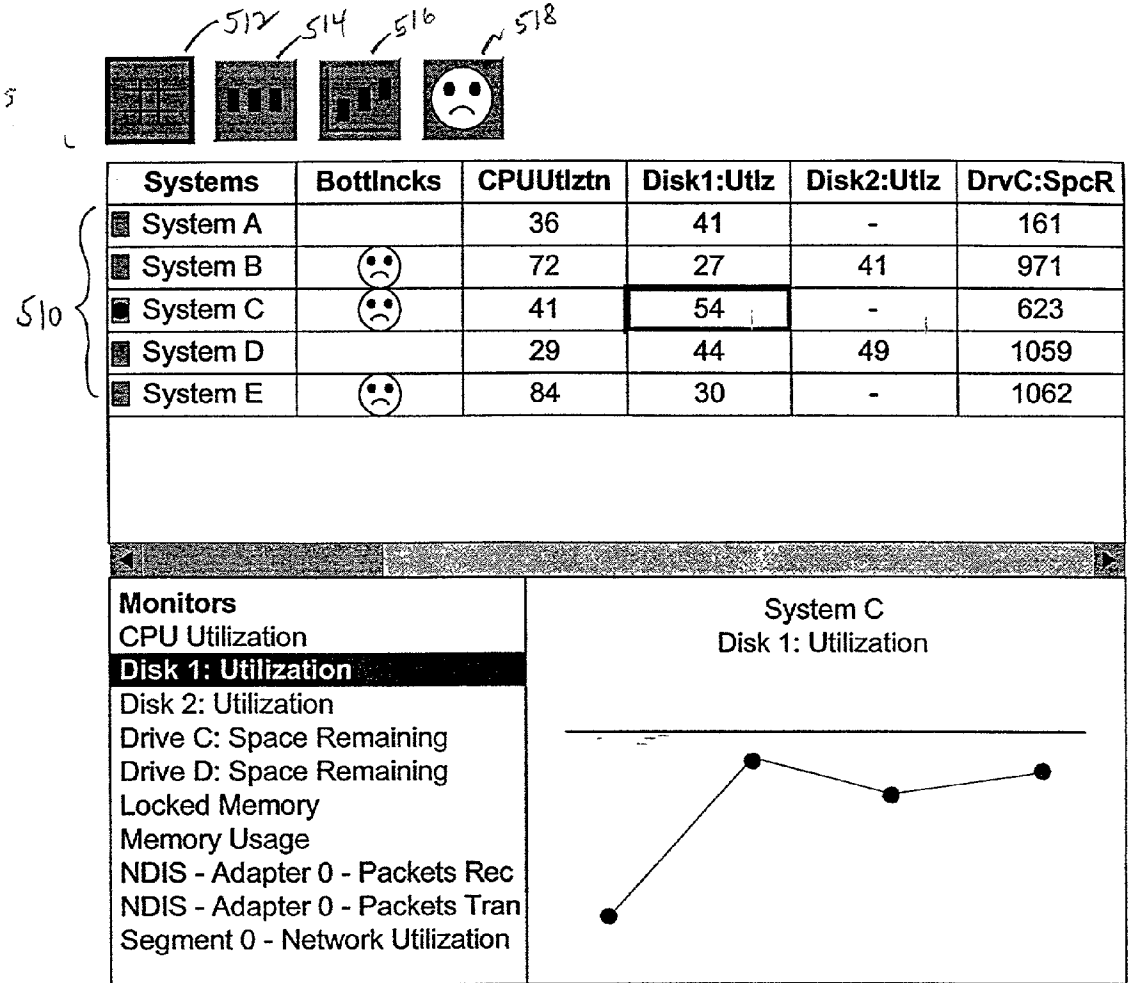 512 514 516 518
5
Systems Bottlncks CPUUtlztn Disk1:Utlz Disk2:Utlz DrvC:SpcR
System A 36 41 - 161
System B 72 27 41 971
510 System C 41 54 - 623
System D 29 44 49 1059
System E 84 30 - 1062
Monitors
CPU Utilization
Disk 1: Utilization
Disk 2: Utilization
Drive C: Space Remaining
Drive D: Space Remaining
Locked Memory
Memory Usage
NDIS - Adapter 0 - Packets Rec
NDIS - Adapter 0 - Packets Tran
Segment 0 - Network Utilization
System C
Disk 1: Utilization